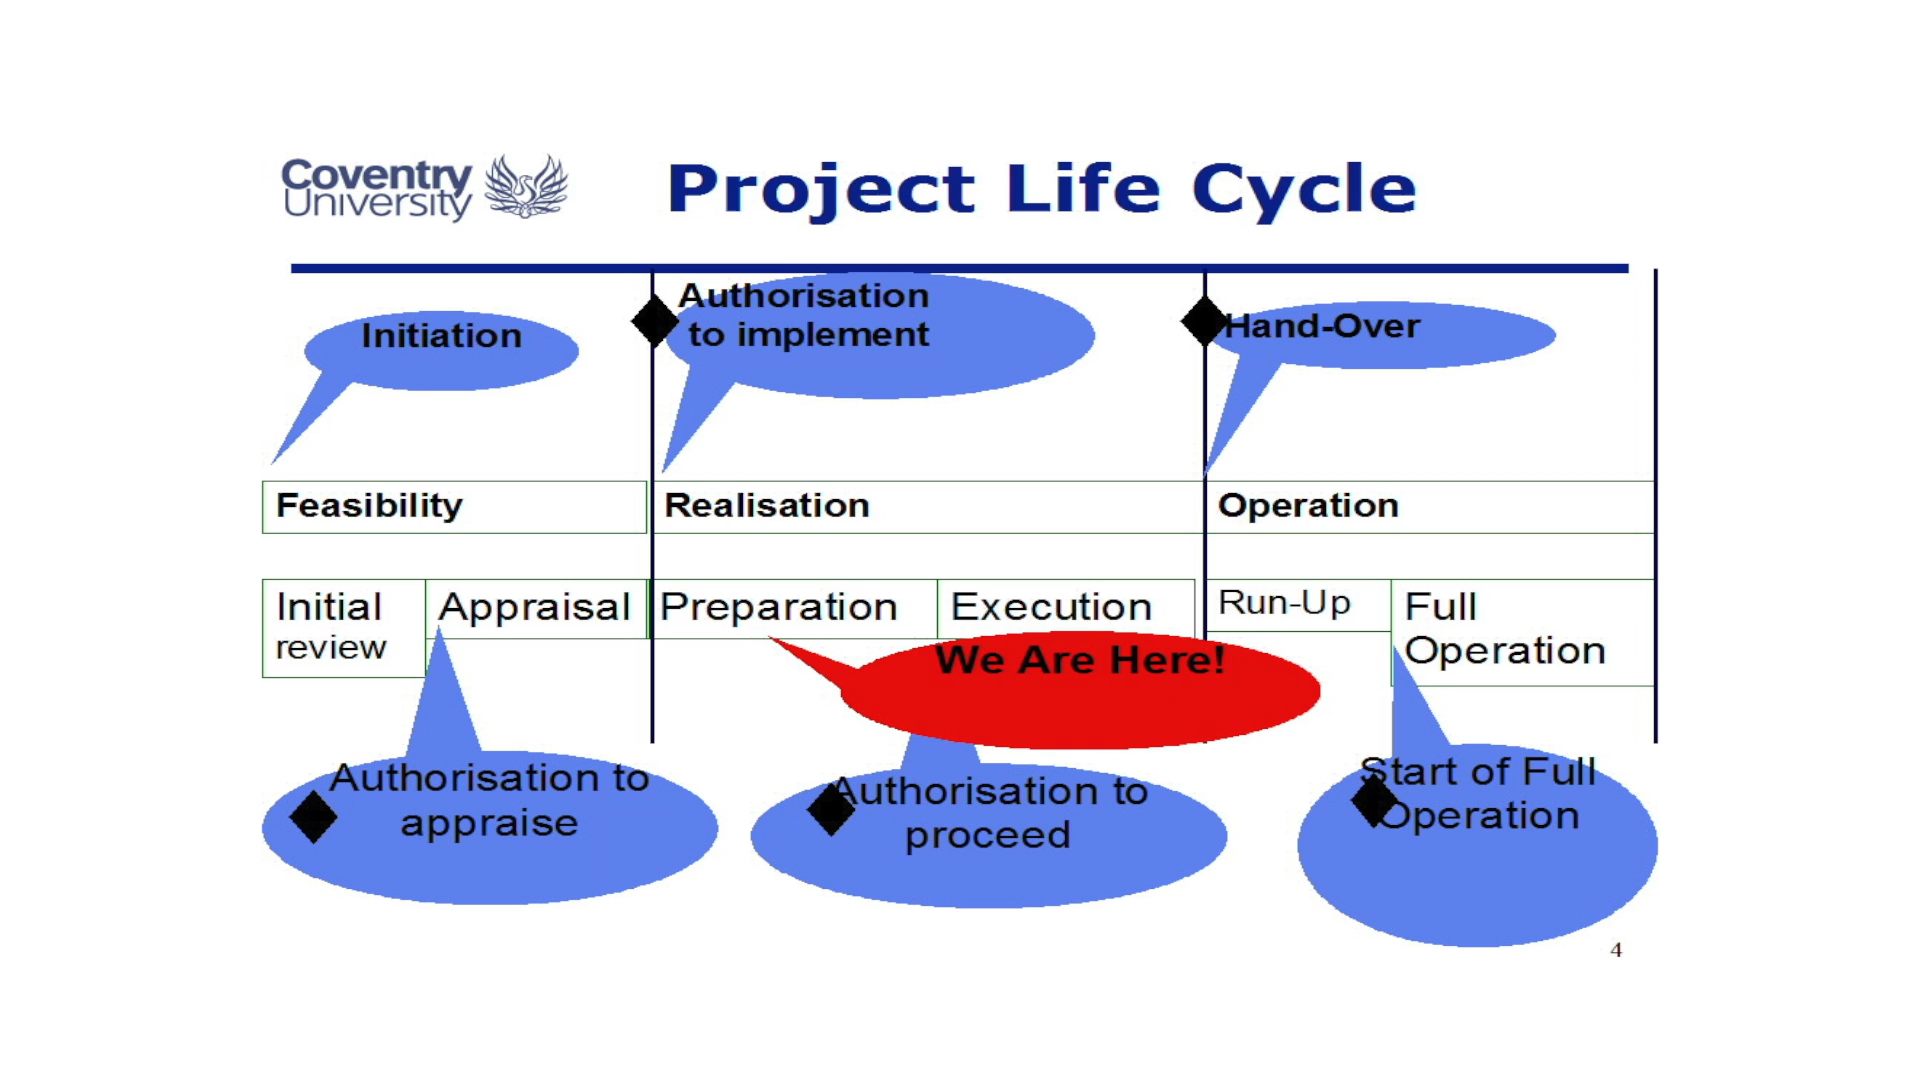 Coventry
University
Project Life Cycle
Initiation
Authorisation
to implement
Hand-Over
Feasibility
Realisation
Operation
Initial
review
Appraisal
Preparation
Execution
Run-Up
Full
Operation
We Are Here!
Authorisation to
appraise
Authorisation to
proceed
Start of Full
Operation
4